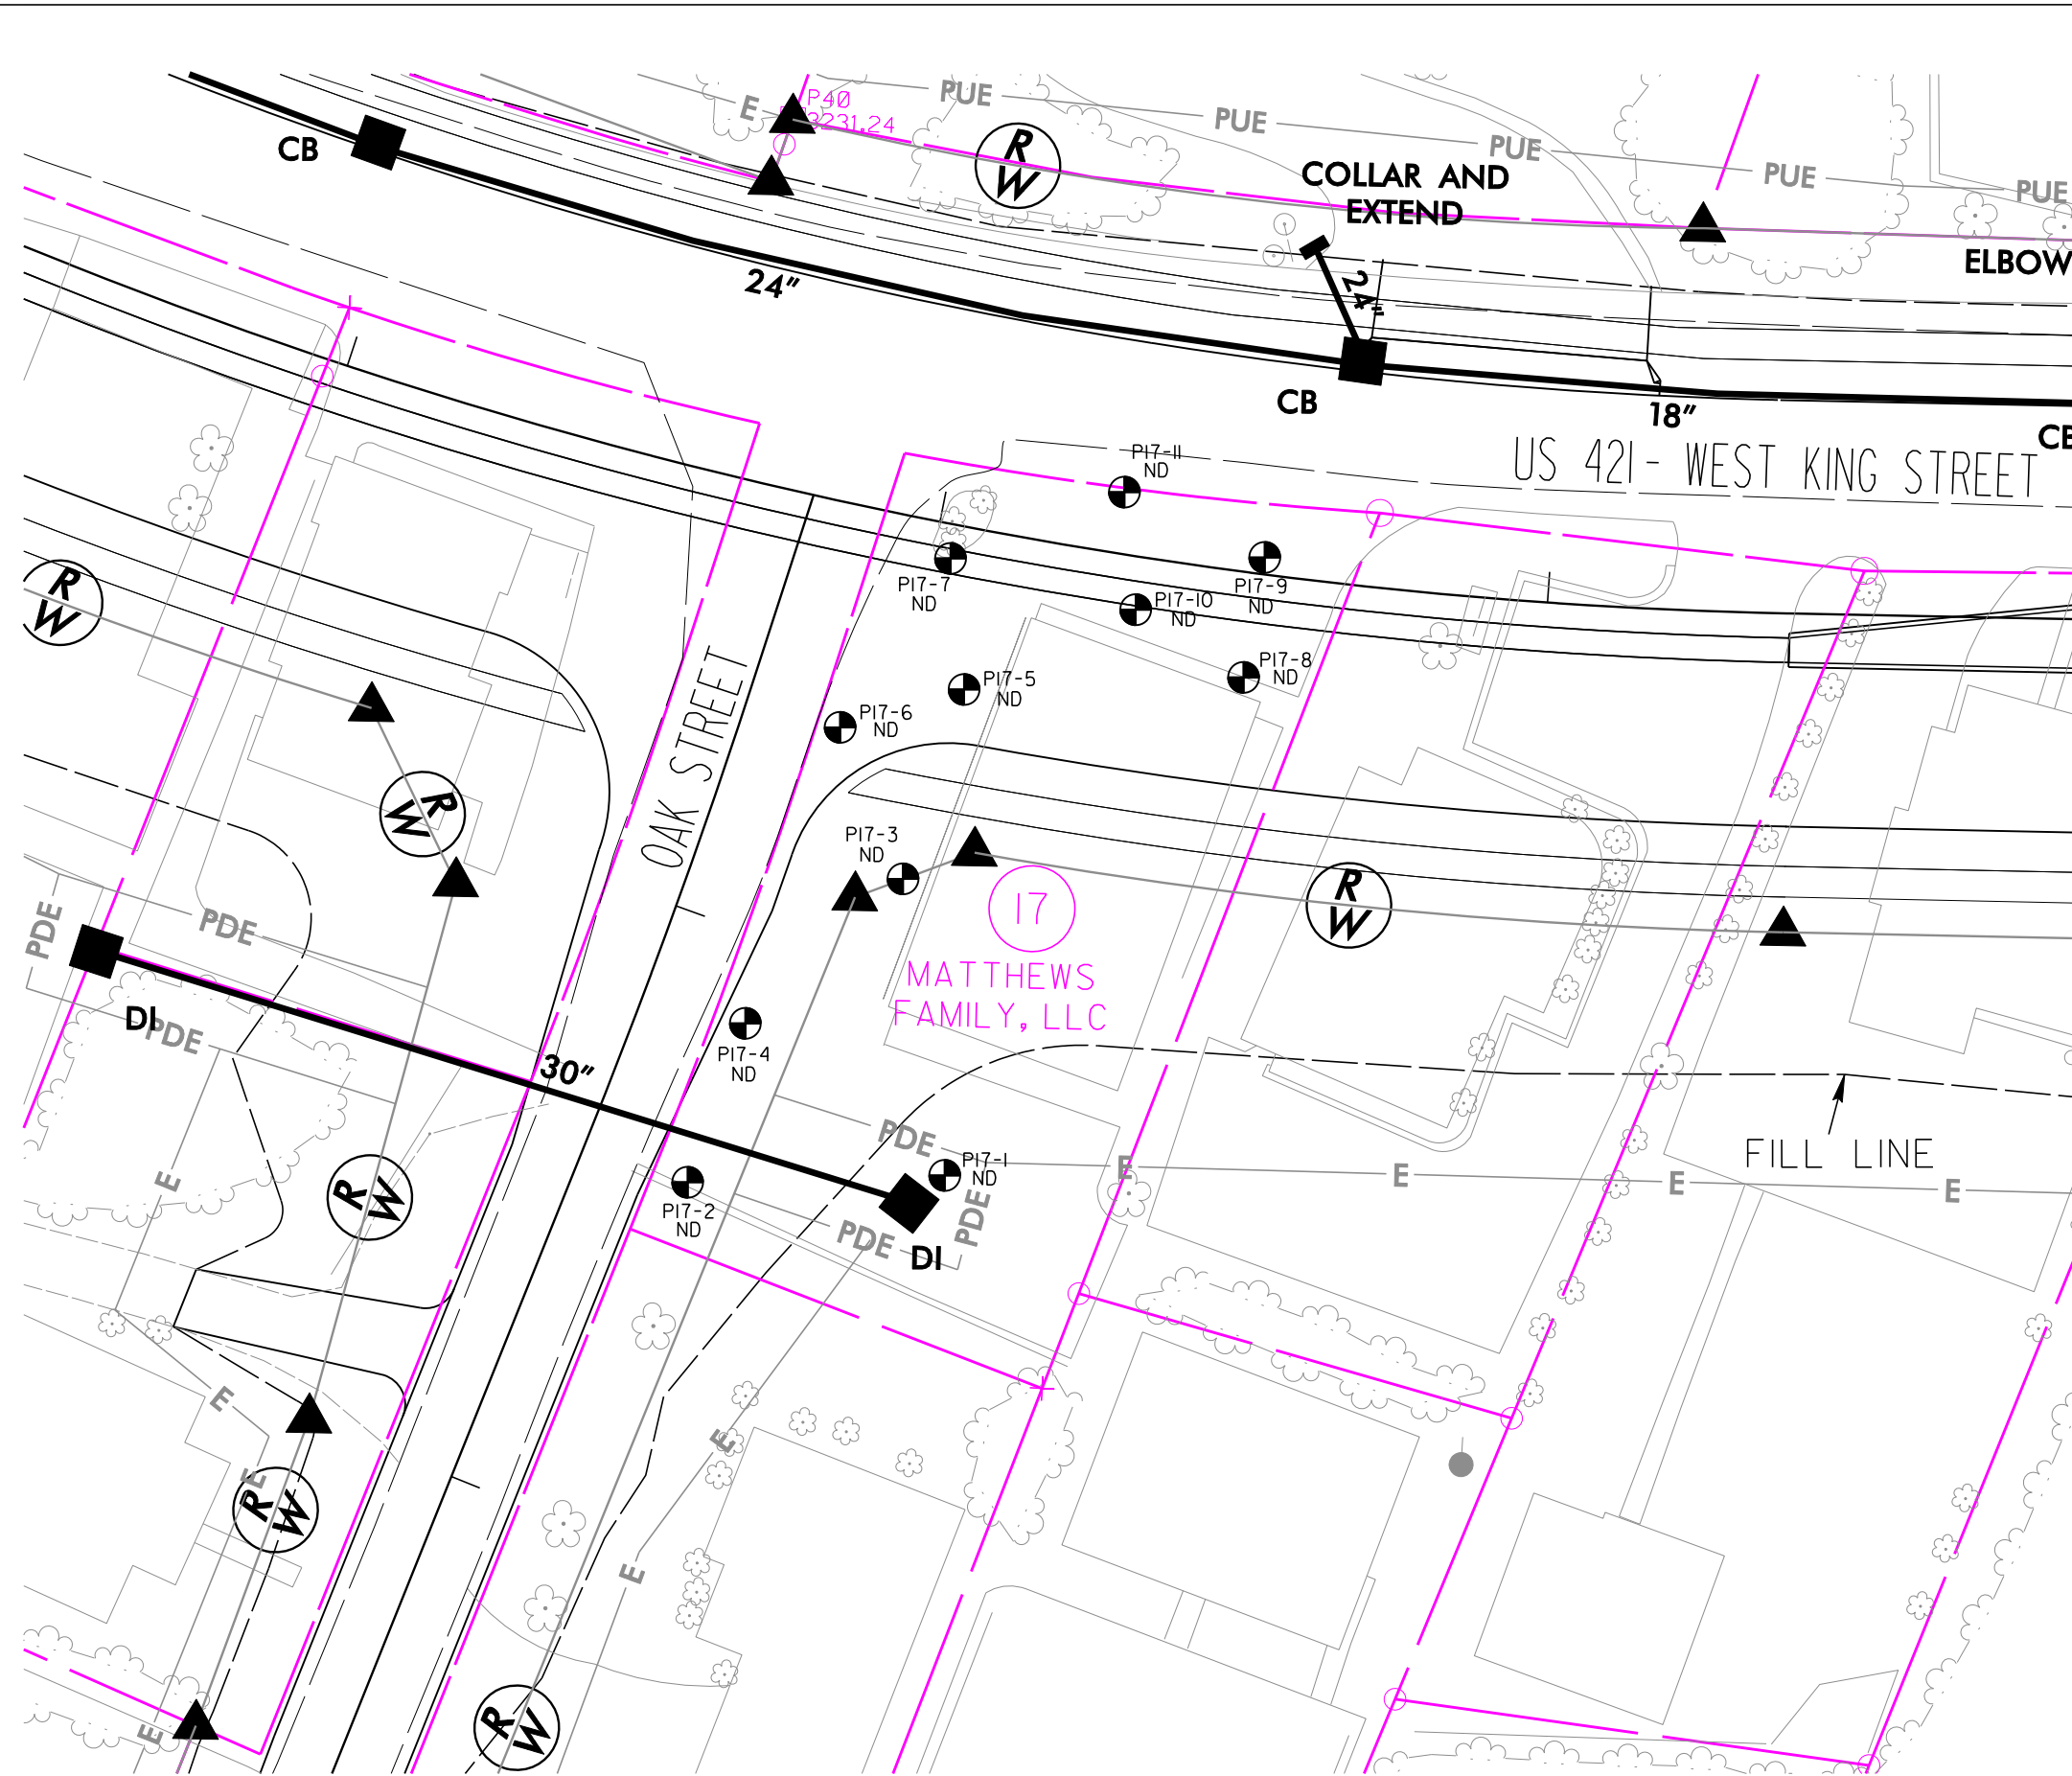 E
P40
3231.24
PUE
PUE
PUE
PUE
PUE
CB
R
W
COLLAR AND
EXTEND
24"
24"
ELBOW
CB
18"
CB
US 421 - WEST KING STREET
P17-11
ND
P17-7
ND
P17-9
ND
P17-10
ND
R
W
P17-8
ND
P17-5
ND
P17-6
ND
OAK STREET
R
W
P17-3
ND
17
R
W
MATTHEWS
FAMILY, LLC
PDE
PDE
DI
PDE
30"
P17-4
ND
PDE
P17-1
ND
E
E
E
E
FILL LINE
E
R
W
P17-2
ND
PDE
PDE
DI
E
E
E
R
W
E
E
R
W